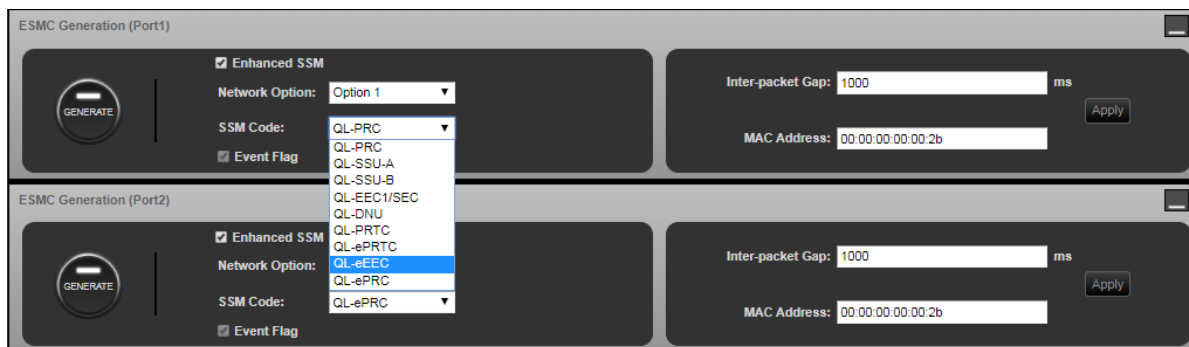 ESMC Generation (Port1)
GENERATE
Enhanced SSM
Network Option: Option 1
SSM Code: QL-PRC
Event Flag
QL-PRC
QL-SSU-A
QL-SSU-B
QL-EEC1/SEC
QL-DNU
QL-PRTC
QL-ePRTC
QL-eEEC
QL-ePRC
Inter-packet Gap: 1000 ms
Apply
MAC Address: 00:00:00:00:00:2b
ESMC Generation (Port2)
GENERATE
Enhanced SSM
Network Option:
SSM Code: QL-ePRC
Event Flag
Inter-packet Gap: 1000 ms
Apply
MAC Address: 00:00:00:00:00:2b